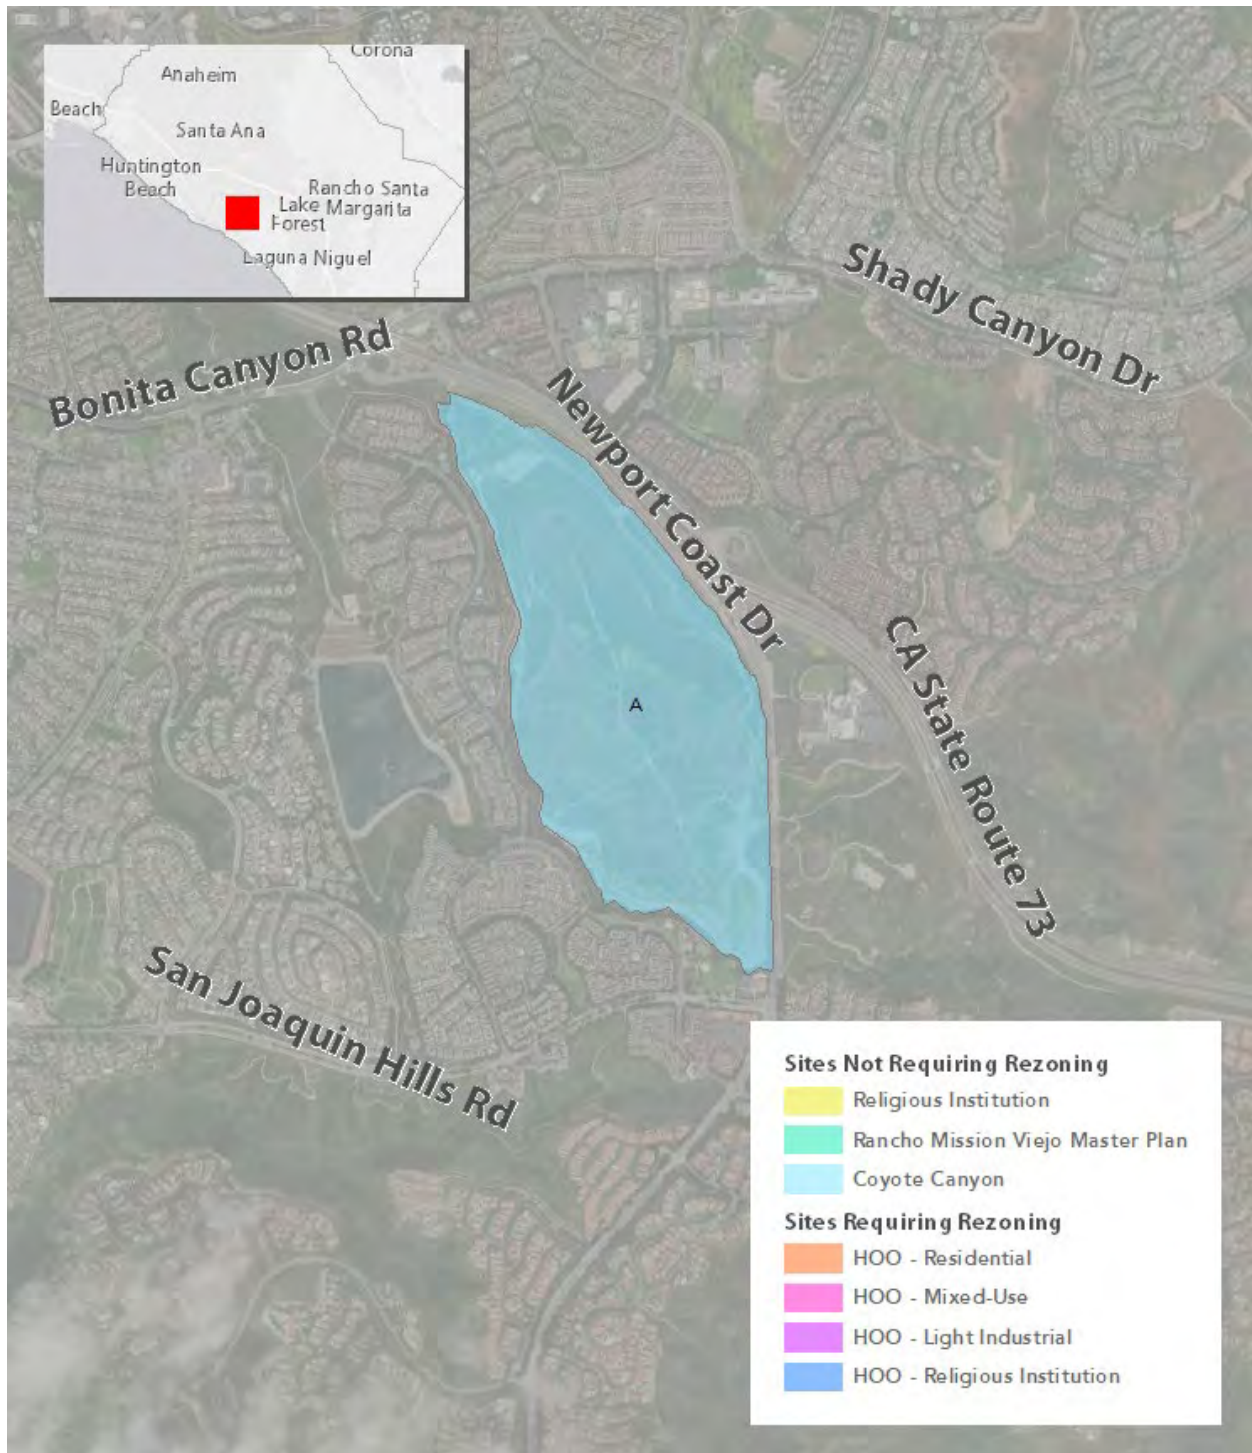 Corona
Anaheim
Beach
Santa Ana
Huntington
Beach
Rancho Santa
Lake Margarita
Forest
Laguna Niguel
Shady Canyon Dr
Bonita Canyon Rd
Newport Coast Dr
CA State Route 73
A
San Joaquin Hills Rd
Sites Not Requiring Rezoning
Religious Institution
Rancho Mission Viejo Master Plan
Coyote Canyon
Sites Requiring Rezoning
HOO - Residential
HOO - Mixed-Use
HOO - Light Industrial
HOO - Religious Institution